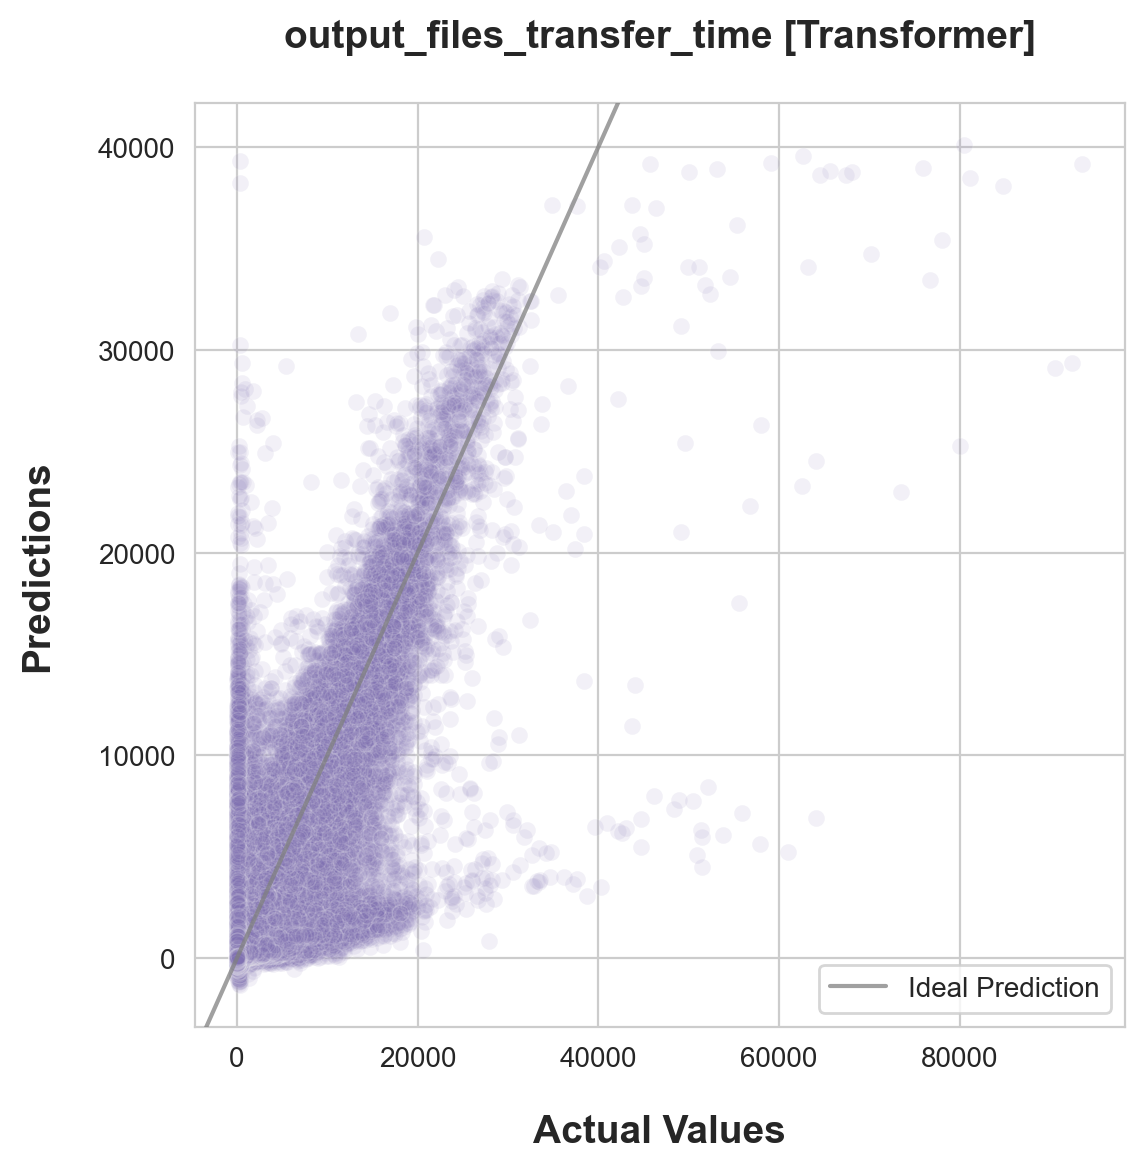 output_files_transfer_time [Transformer]
40000
30000
20000
10000
0
Predictions
Ideal Prediction
0 20000 40000 60000 80000
Actual Values